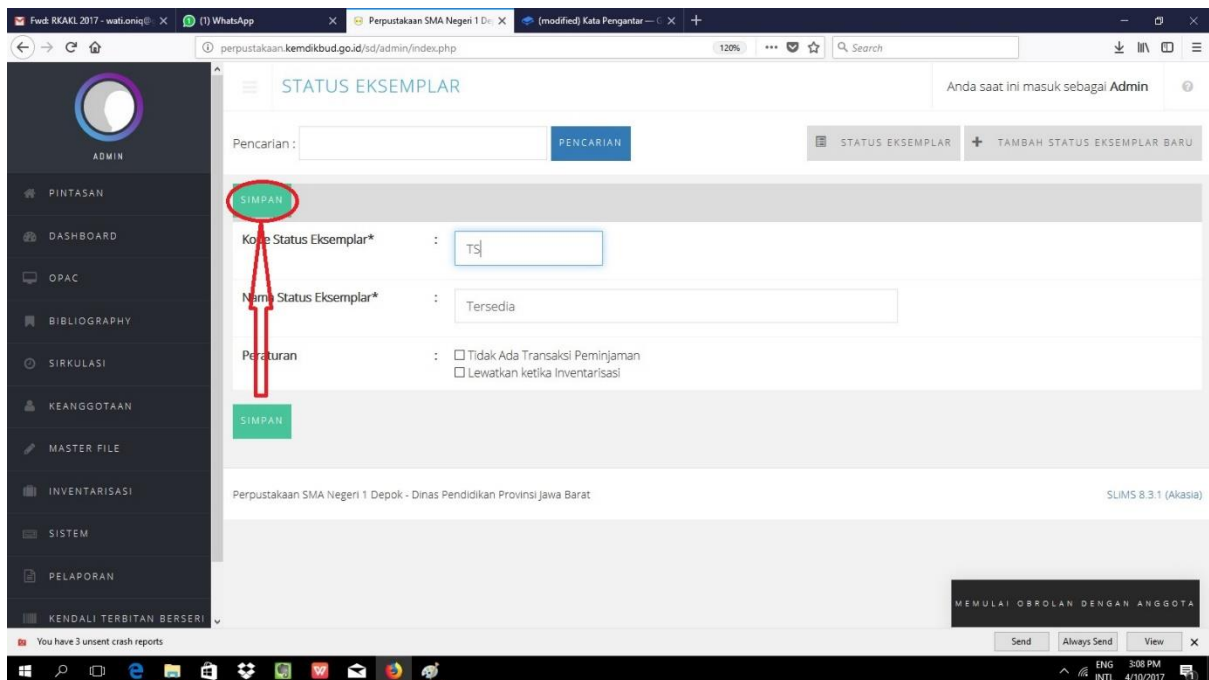 Fwd: RKAKL 2017 - wati.oniq@
(1) WhatsApp
Perpustakaan SMA Negeri 1 De
(modified) Kata Pengantar — G
perpustakaan.kemdikbud.go.id/sd/admin/index.php
120%
Search
ADMIN
PINTASAN
DASHBOARD
OPAC
BIBLIOGRAPHY
SIRKULASI
KEANGGOTAAN
MASTER FILE
INVENTARISASI
SISTEM
PELAPORAN
KENDALI TERBITAN BERSERI
STATUS EKSEMPLAR
Anda saat ini masuk sebagai Admin
Pencarian :
PENCARIAN
STATUS EKSEMPLAR
TAMBAH STATUS EKSEMPLAR BARU
SIMPAN
Kode Status Eksemplar* : TS
Nama Status Eksemplar* : Tersedia
Peraturan : Tidak Ada Transaksi Peminjaman
Lewatkan ketika Inventarisasi
SIMPAN
Perpustakaan SMA Negeri 1 Depok - Dinas Pendidikan Provinsi Jawa Barat
SLiMS 8.3.1 (Akasia)
MEMULAI OBROLAN DENGAN ANGGOTA
You have 3 unsent crash reports
Send
Always Send
View
ENG
INTL
3:08 PM
4/10/2017